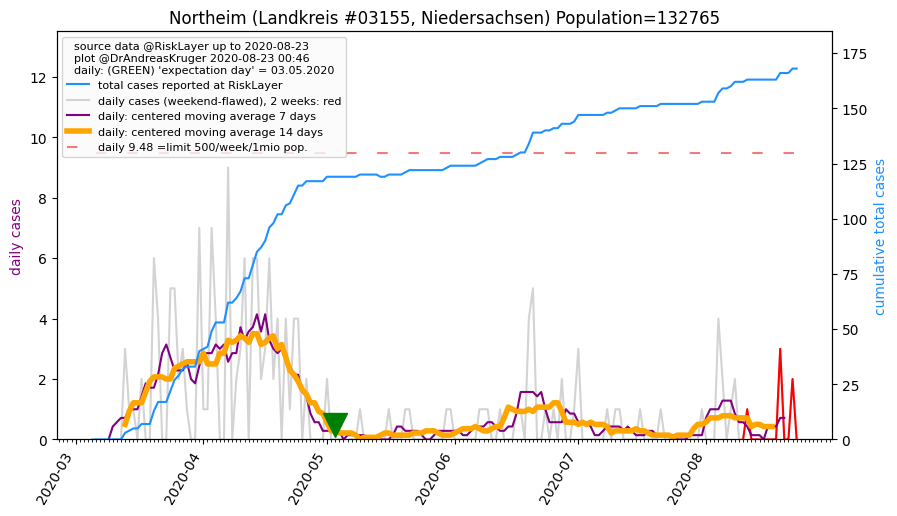 Northeim (Landkreis #03155, Niedersachsen) Population=132765
source data @RiskLayer up to 2020-08-23
plot @DrAndreasKruger 2020-08-23 00:46
daily: (GREEN) 'expectation day' = 03.05.2020
total cases reported at RiskLayer
daily cases (weekend-flawed), 2 weeks: red
daily: centered moving average 7 days
daily: centered moving average 14 days
daily 9.48 =limit 500/week/1mio pop.
daily cases
12
10
8
6
4
2
0
cumulative total cases
175
150
125
100
75
50
25
0
2020-03
2020-04
2020-05
2020-06
2020-07
2020-08